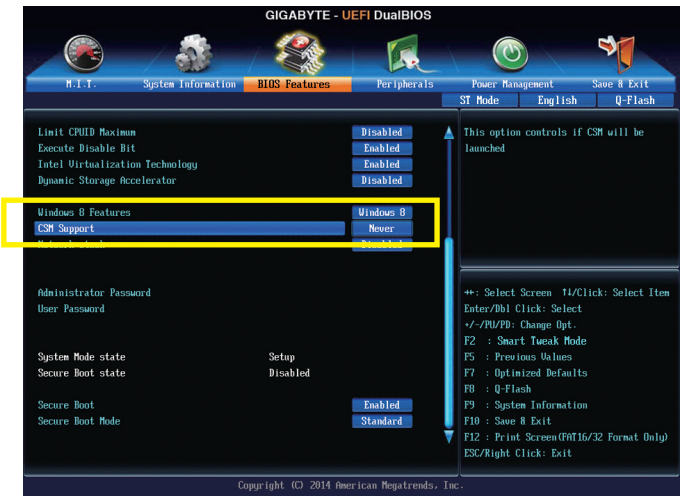 GIGABYTE - UEFI DualBIOS
M.I.T. System Information BIOS Features Peripherals Power Management Save & Exit
ST Mode English Q-Flash
Limit CPUID Maximum Disabled
Execute Disable Bit Enabled
Intel Virtualization Technology Enabled
Dynamic Storage Accelerator Disabled
Windows 8 Features Windows 8
CSM Support Never
Network stack Disabled
Administrator Password
User Password
System Mode state Setup
Secure Boot state Disabled
Secure Boot Enabled
Secure Boot Mode Standard
This option controls if CSM will be
launched
↔: Select Screen ↑↓/Click: Select Item
Enter/Dbl Click: Select
+/-/PU/PD: Change Opt.
F2 : Smart Tweak Mode
F5 : Previous Values
F7 : Optimized Defaults
F8 : Q-Flash
F9 : System Information
F10 : Save & Exit
F12 : Print Screen(FAT16/32 Format Only)
ESC/Right Click: Exit
Copyright (C) 2014 American Megatrends, Inc.